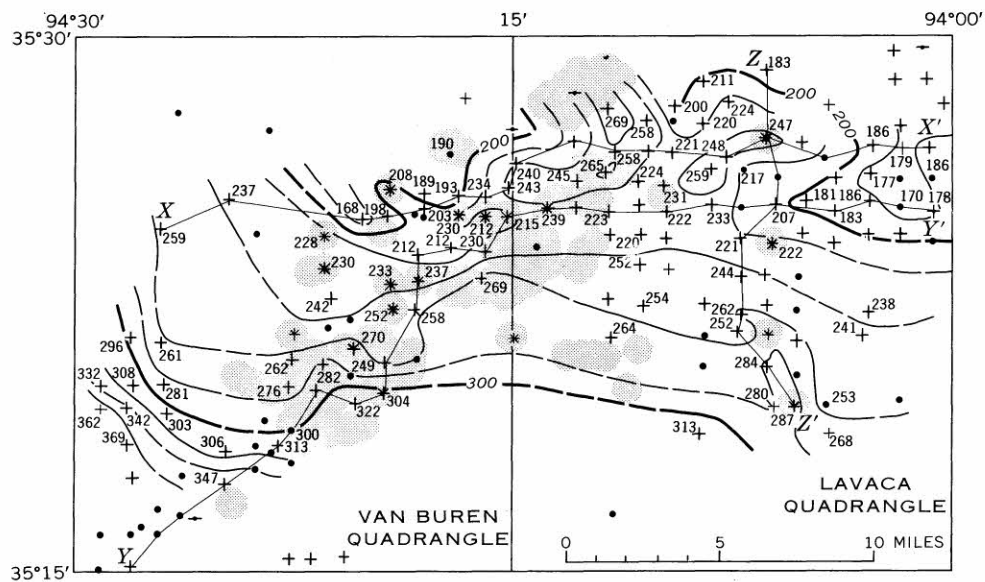 94°30' 15' 94°00'
35°30'
Z 183
211
200 224 200
200 220
269
258 200
190 200 247 186 X'
221 248
265 258 179 186
208 240 259 217 177
189 193 234 243 245 224
237 231 181 186 170 178
X 168 198 203 212 215 239 223 222 233 207 183 Y'
259 230
228 212 212 230 220 221 222
230 233 237 269 252 244
242 252 258 254 262 238
264 252 241
296 261 270
262 249 284
332 308 281 276 282 300
304 280 253
362 342 303 322 287 Z'
300 313 268
369 306 313
347
LAVACA
QUADRANGLE
VAN BUREN
QUADRANGLE
Y
0 5 10 MILES
35°15'